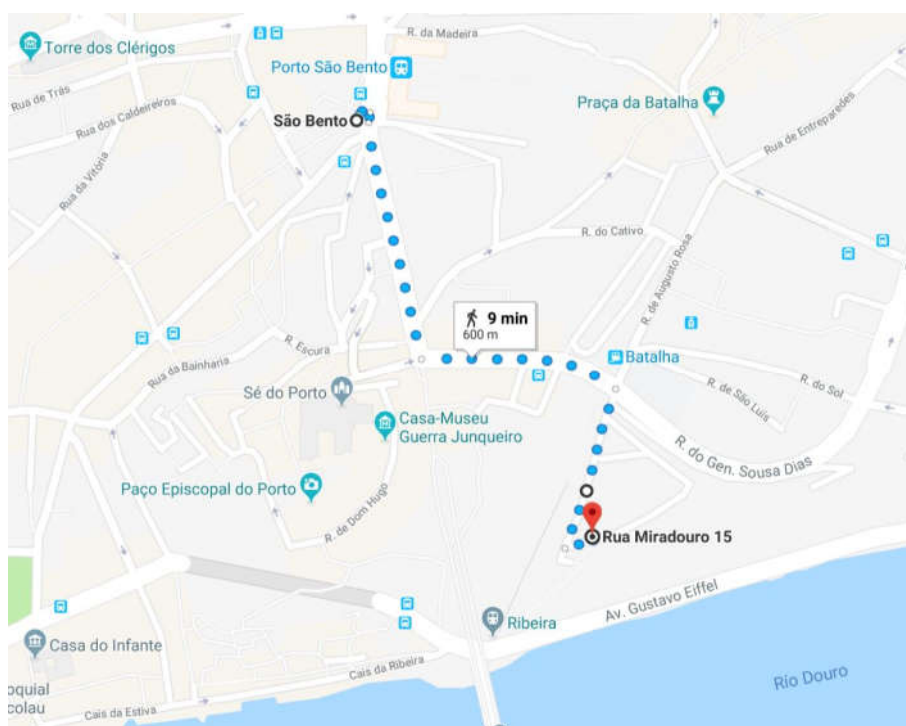 R. da Madeira
Torre dos Clérigos
Porto São Bento
Rua de Trás
Praça da Batalha
Rua dos Caldeireiros
São Bento
Rua de Entreparedes
Rua da Vitória
R. do Cativo
R. de Augusto Rosa
9 min
600 m
R. Escura
Batalha
Rua da Bainharia
R. do Sol
Sé do Porto
R. de São Luis
Casa-Museu
Guerra Junqueiro
R. do Gen. Sousa Dias
Paço Episcopal do Porto
R. de Dom Hugo
Rua Miradouro 15
Av. Gustavo Eiffel
Ribeira
Casa do Infante
Cais da Ribeira
Rio Douro
oquial
colau
Cais da Estiva